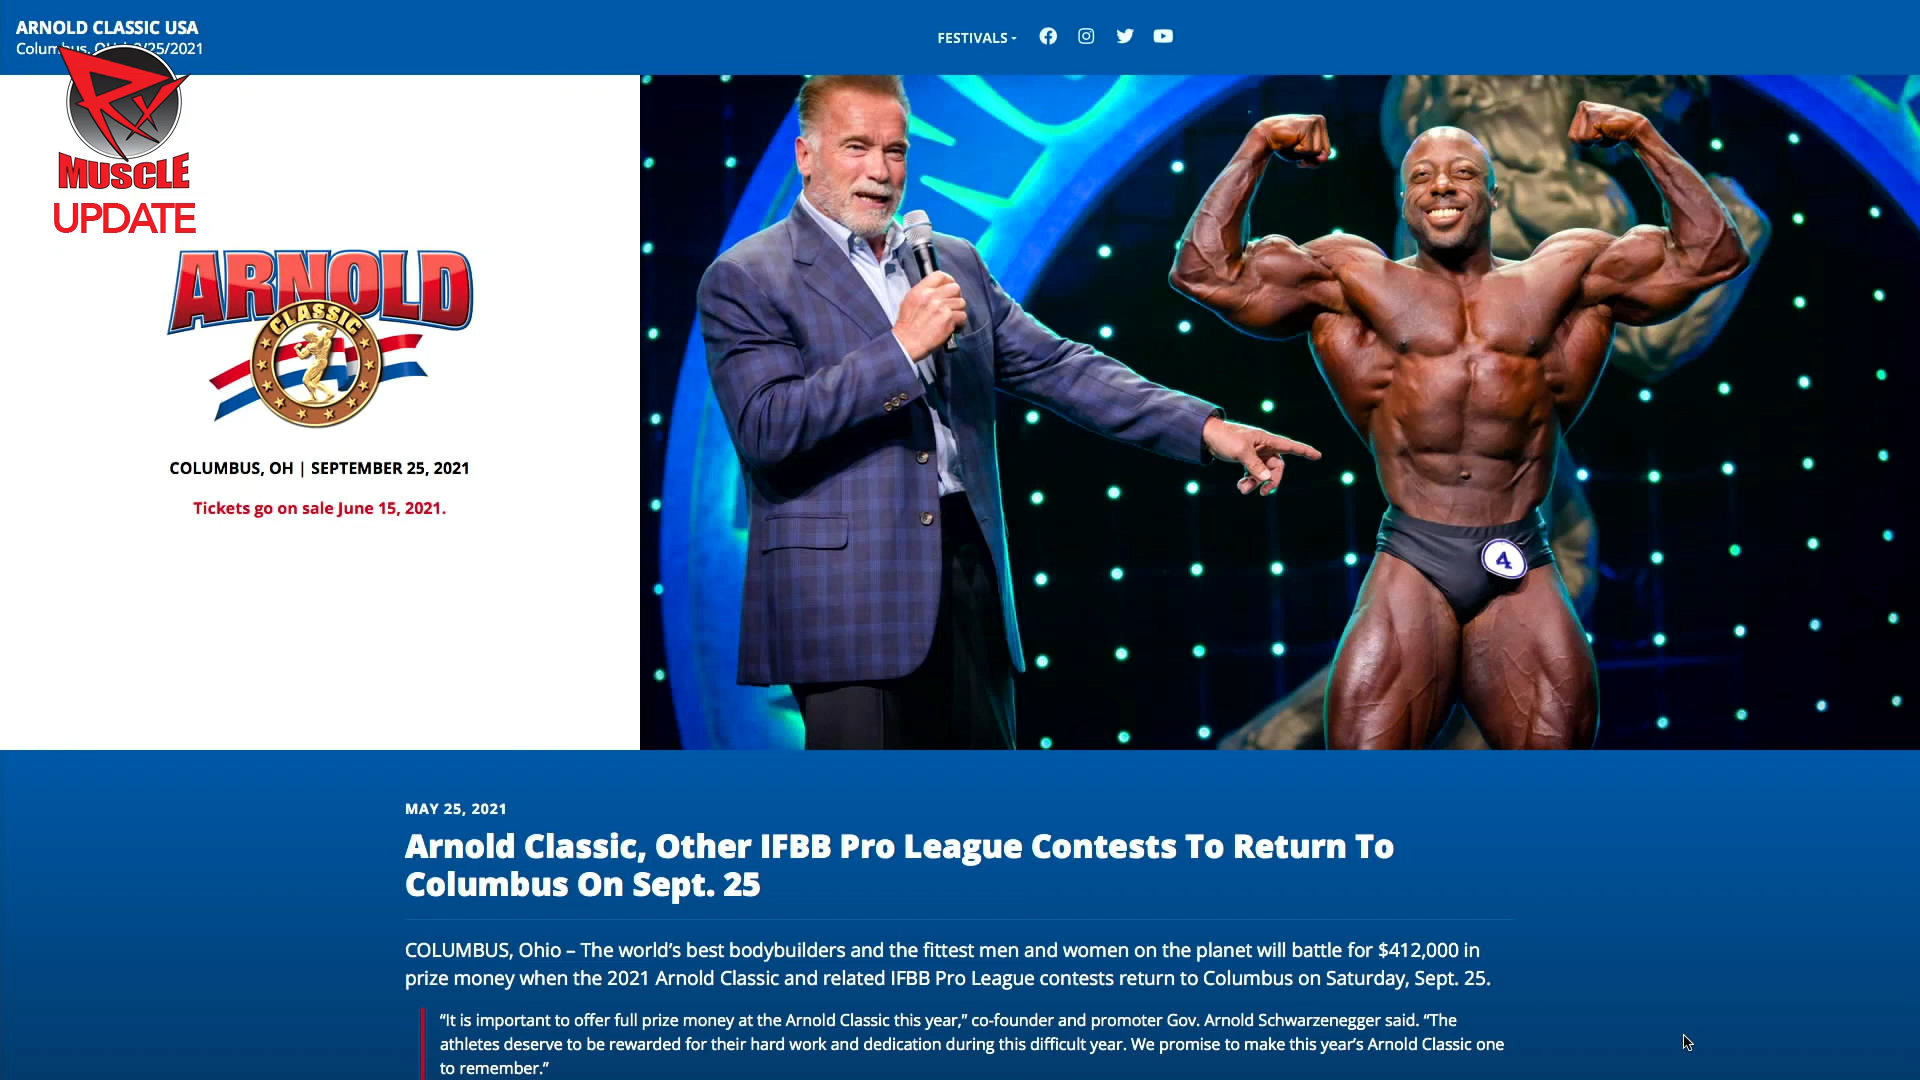 ARNOLD CLASSIC USA
Columbus, OH | 9/25/2021
FESTIVALS
RX
MUSCLE
UPDATE
ARNOLD
CLASSIC
COLUMBUS, OH | SEPTEMBER 25, 2021
Tickets go on sale June 15, 2021.
4
MAY 25, 2021
Arnold Classic, Other IFBB Pro League Contests To Return To
Columbus On Sept. 25
COLUMBUS, Ohio – The world’s best bodybuilders and the fittest men and women on the planet will battle for $412,000 in
prize money when the 2021 Arnold Classic and related IFBB Pro League contests return to Columbus on Saturday, Sept. 25.
“It is important to offer full prize money at the Arnold Classic this year,” co-founder and promoter Gov. Arnold Schwarzenegger said. “The
athletes deserve to be rewarded for their hard work and dedication during this difficult year. We promise to make this year’s Arnold Classic one
to remember.”